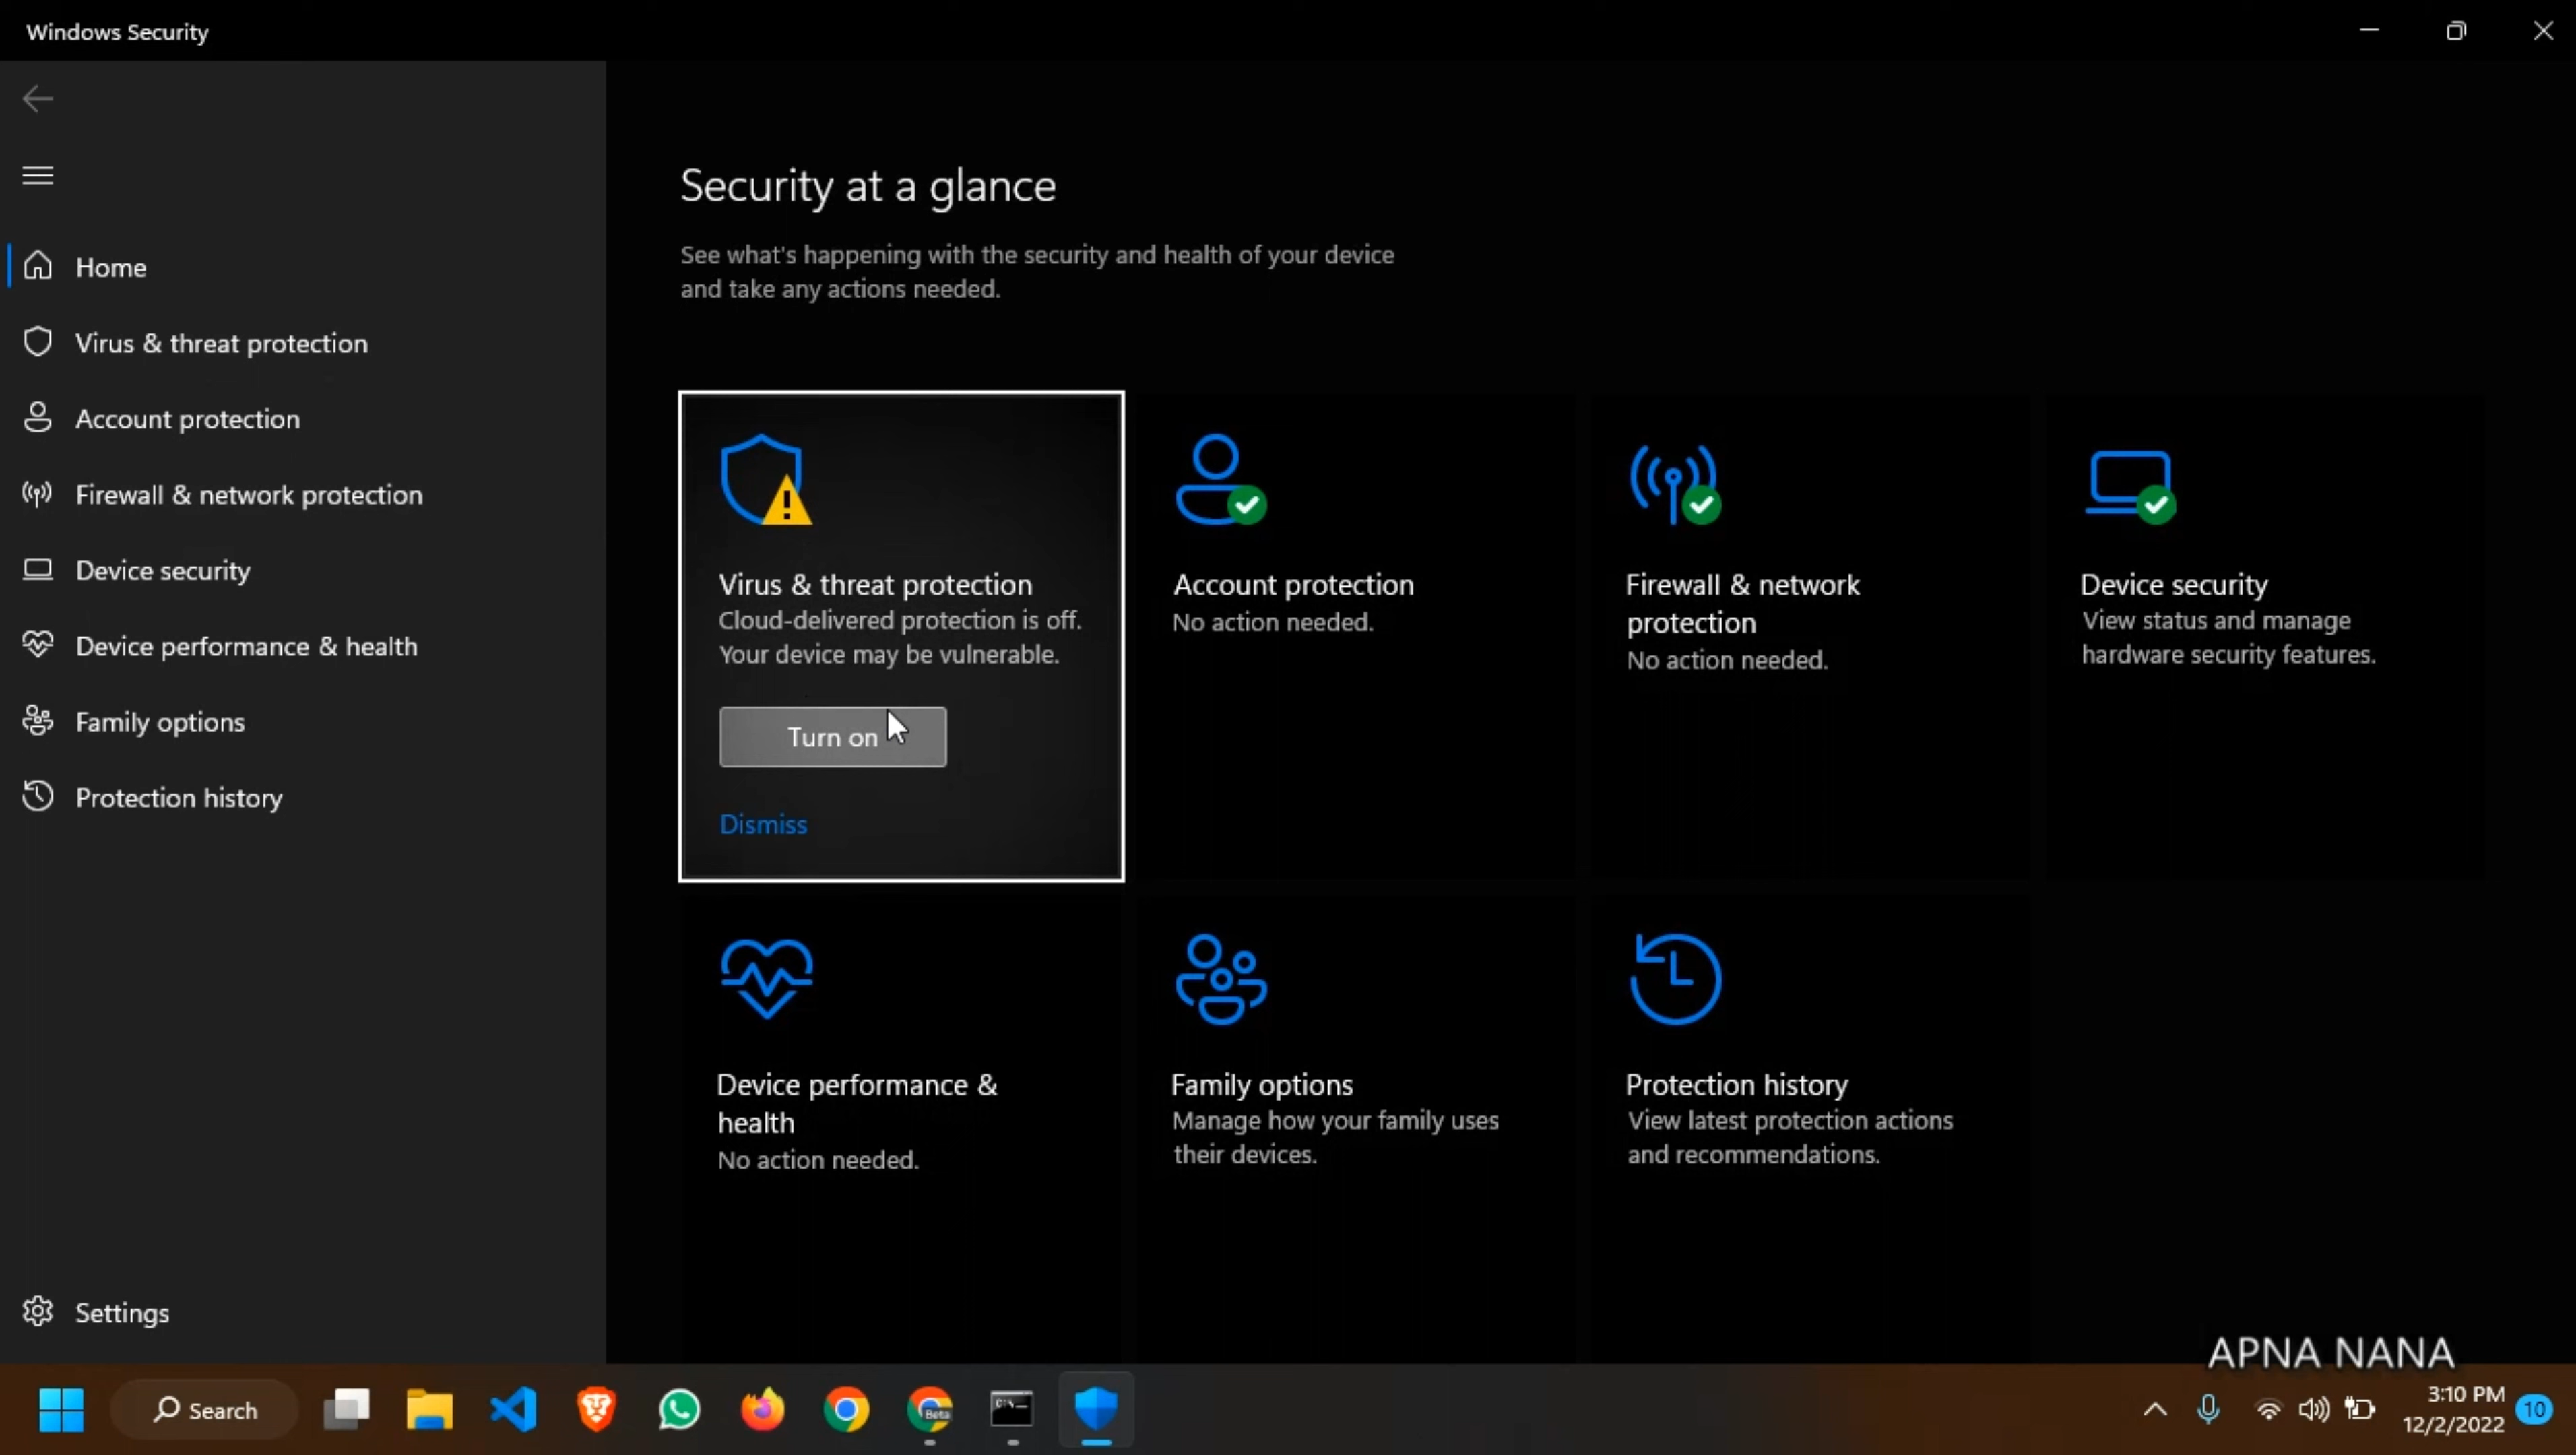 Windows Security
Home
Virus & threat protection
Account protection
Firewall & network protection
Device security
Device performance & health
Family options
Protection history
Settings
Security at a glance
See what's happening with the security and health of your device
and take any actions needed.
Virus & threat protection
Cloud-delivered protection is off.
Your device may be vulnerable.
Turn on
Dismiss
Account protection
No action needed.
Firewall & network
protection
No action needed.
Device security
View status and manage
hardware security features.
Device performance &
health
No action needed.
Family options
Manage how your family uses
their devices.
Protection history
View latest protection actions
and recommendations.
APNA NANA
Search
Beta
3:10 PM
12/2/2022
10